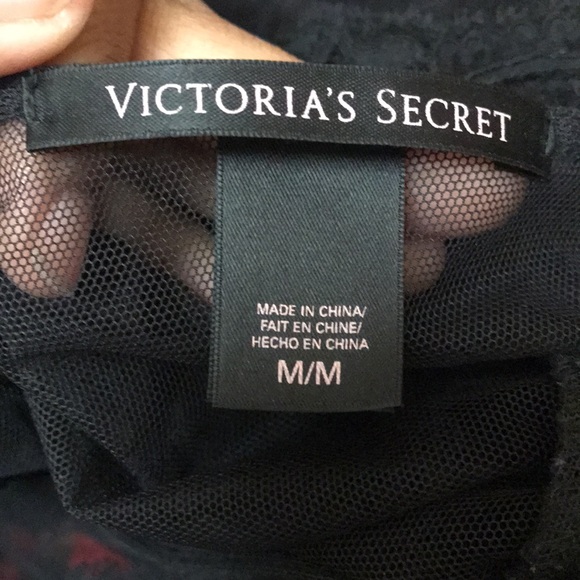 VICTORIA'S SECRET
MADE IN CHINA/
FAIT EN CHINE/
HECHO EN CHINA
M/M